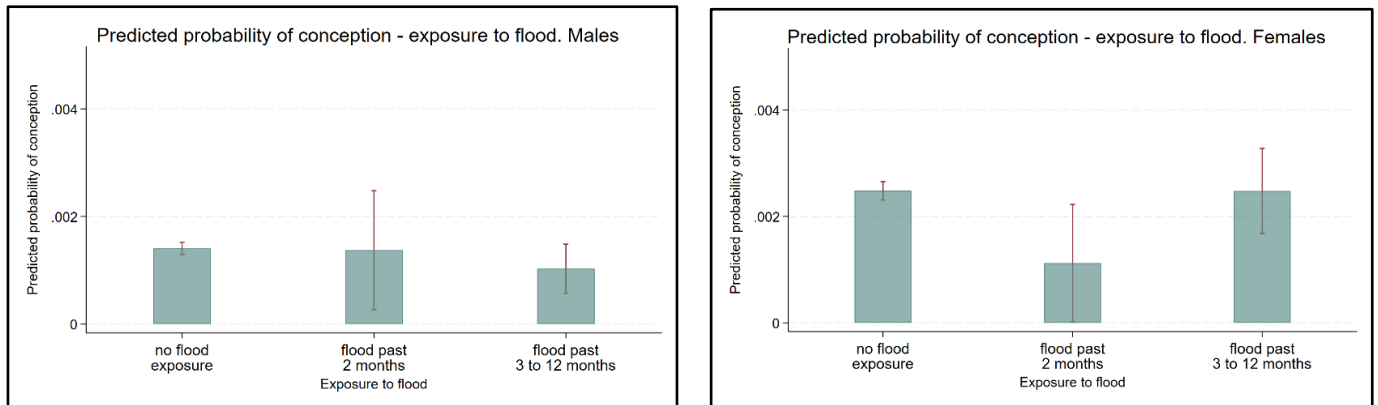 Predicted probability of conception - exposure to flood. Males
Predicted probability of conception
.004
.002
0
no flood
exposure
flood past
2 months
flood past
3 to 12 months
Exposure to flood
Predicted probability of conception - exposure to flood. Females
Predicted probability of conception
.004
.002
0
no flood
exposure
flood past
2 months
flood past
3 to 12 months
Exposure to flood